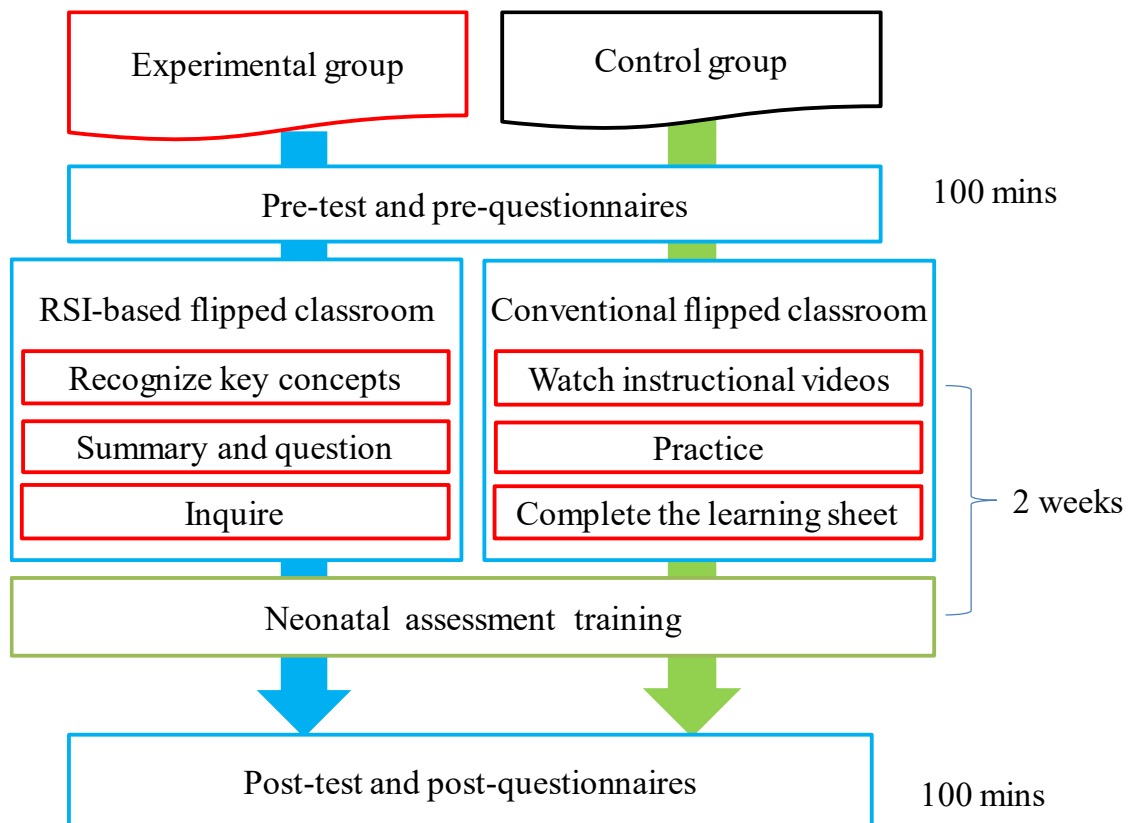 Experimental group
Control group
Pre-test and pre-questionnaires
100 mins
RSI-based flipped classroom
Recognize key concepts
Summary and question
Inquire
Conventional flipped classroom
Watch instructional videos
Practice
Complete the learning sheet
2 weeks
Neonatal assessment training
Post-test and post-questionnaires
100 mins